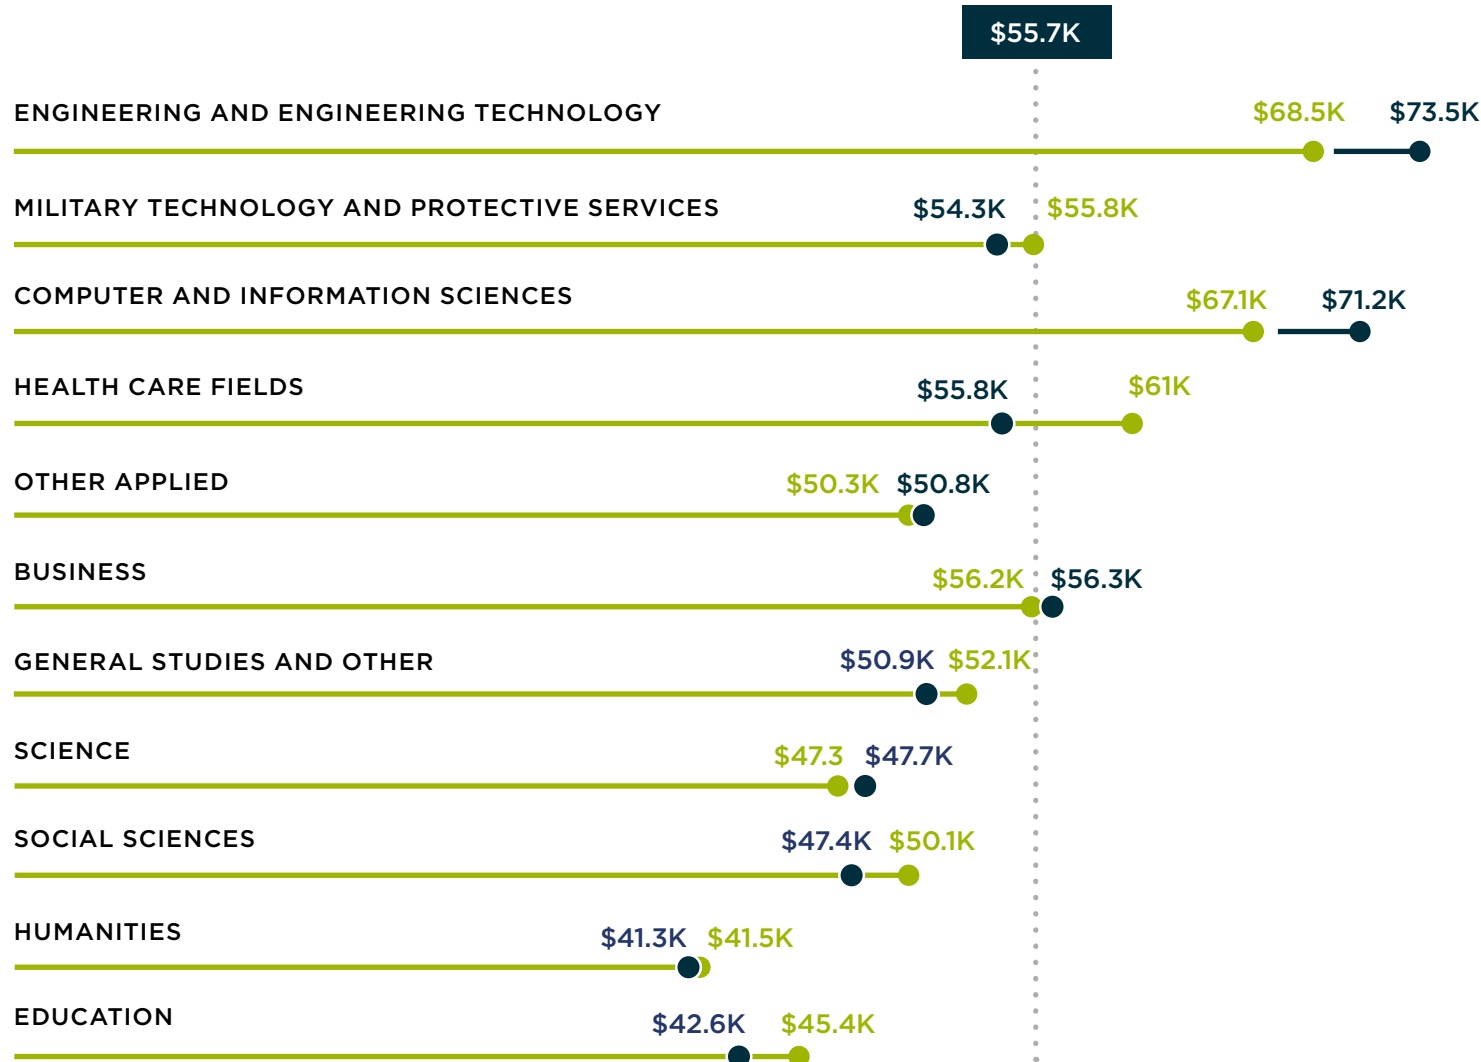 $55.7K
ENGINEERING AND ENGINEERING TECHNOLOGY
$68.5K $73.5K
MILITARY TECHNOLOGY AND PROTECTIVE SERVICES
$54.3K $55.8K
COMPUTER AND INFORMATION SCIENCES
$67.1K $71.2K
HEALTH CARE FIELDS
$55.8K $61K
OTHER APPLIED
$50.3K $50.8K
BUSINESS
$56.2K $56.3K
GENERAL STUDIES AND OTHER
$50.9K $52.1K
SCIENCE
$47.3 $47.7K
SOCIAL SCIENCES
$47.4K $50.1K
HUMANITIES
$41.3K $41.5K
EDUCATION
$42.6K $45.4K